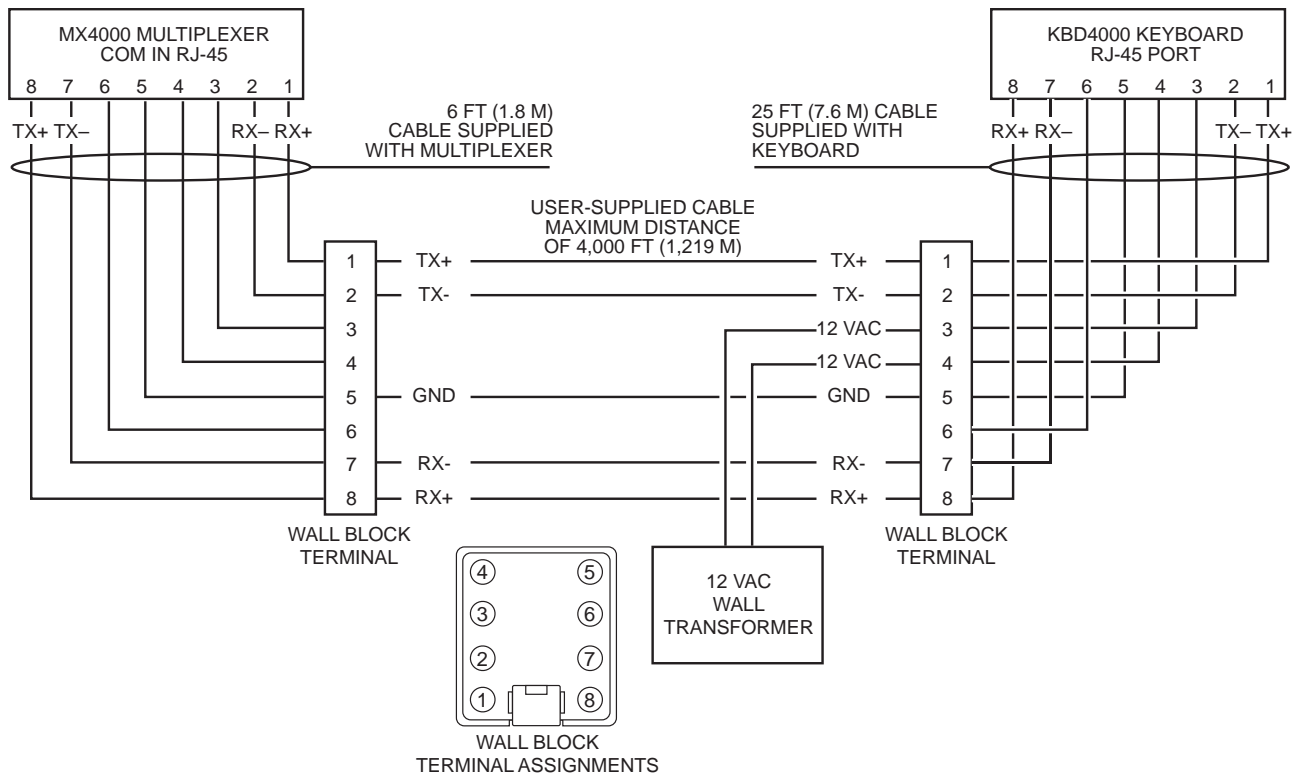 MX4000 MULTIPLEXER
COM IN RJ-45
8 7 6 5 4 3 2 1
TX+ TX– RX– RX+
6 FT (1.8 M)
CABLE SUPPLIED
WITH MULTIPLEXER
25 FT (7.6 M) CABLE
SUPPLIED WITH
KEYBOARD
KBD4000 KEYBOARD
RJ-45 PORT
8 7 6 5 4 3 2 1
RX+ RX– TX– TX+
USER-SUPPLIED CABLE
MAXIMUM DISTANCE
OF 4,000 FT (1,219 M)
1 TX+ TX+ 1
2 TX- TX- 2
3 12 VAC 3
4 12 VAC 4
5 GND GND 5
6 6
7 RX- RX- 7
8 RX+ RX+ 8
WALL BLOCK
TERMINAL
WALL BLOCK
TERMINAL
12 VAC
WALL
TRANSFORMER
4 5
3 6
2 7
1 8
WALL BLOCK
TERMINAL ASSIGNMENTS